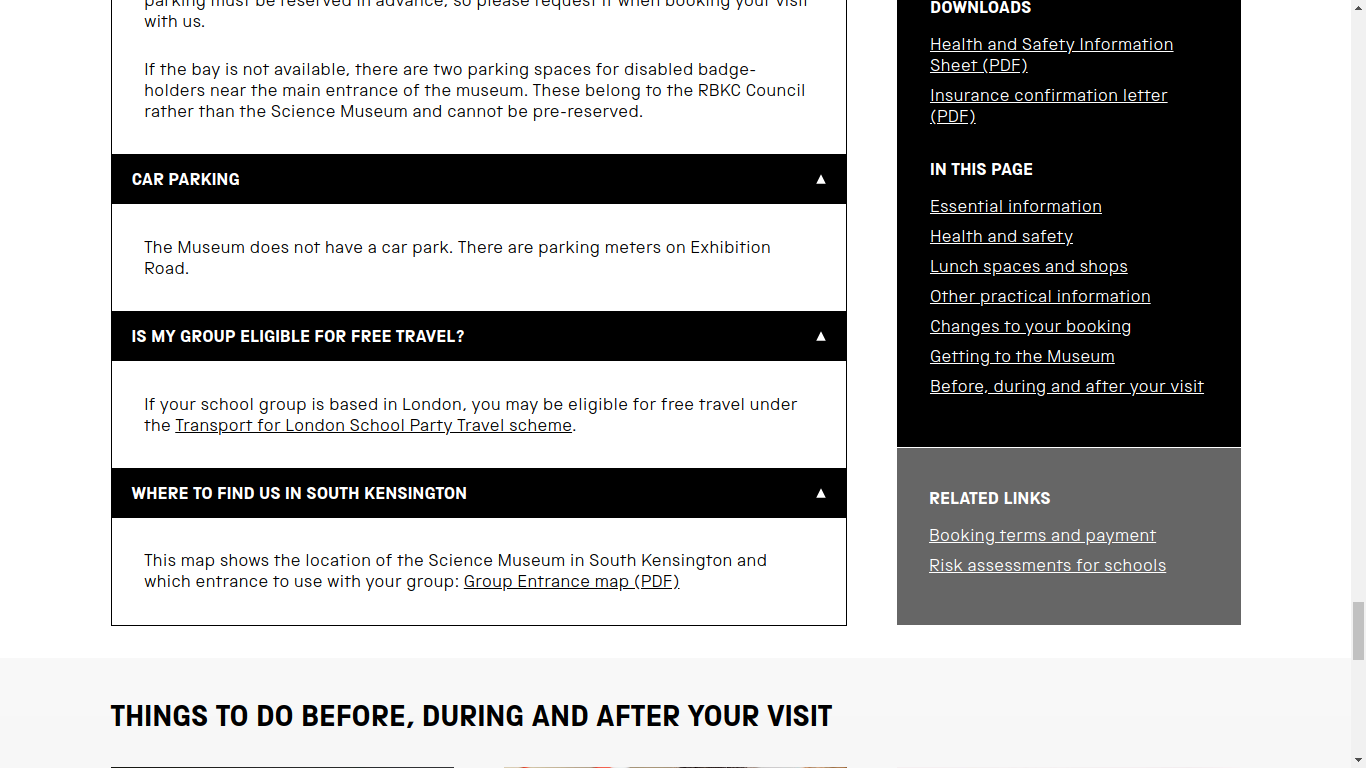 parking must be reserved in advance, so please request it when booking your visit
with us.
If the bay is not available, there are two parking spaces for disabled badge-
holders near the main entrance of the museum. These belong to the RBKC Council
rather than the Science Museum and cannot be pre-reserved.
CAR PARKING
The Museum does not have a car park. There are parking meters on Exhibition
Road.
IS MY GROUP ELIGIBLE FOR FREE TRAVEL?
If your school group is based in London, you may be eligible for free travel under
the Transport for London School Party Travel scheme.
WHERE TO FIND US IN SOUTH KENSINGTON
This map shows the location of the Science Museum in South Kensington and
which entrance to use with your group: Group Entrance map (PDF)
DOWNLOADS
Health and Safety Information
Sheet (PDF)
Insurance confirmation letter
(PDF)
IN THIS PAGE
Essential information
Health and safety
Lunch spaces and shops
Other practical information
Changes to your booking
Getting to the Museum
Before, during and after your visit
RELATED LINKS
Booking terms and payment
Risk assessments for schools
THINGS TO DO BEFORE, DURING AND AFTER YOUR VISIT